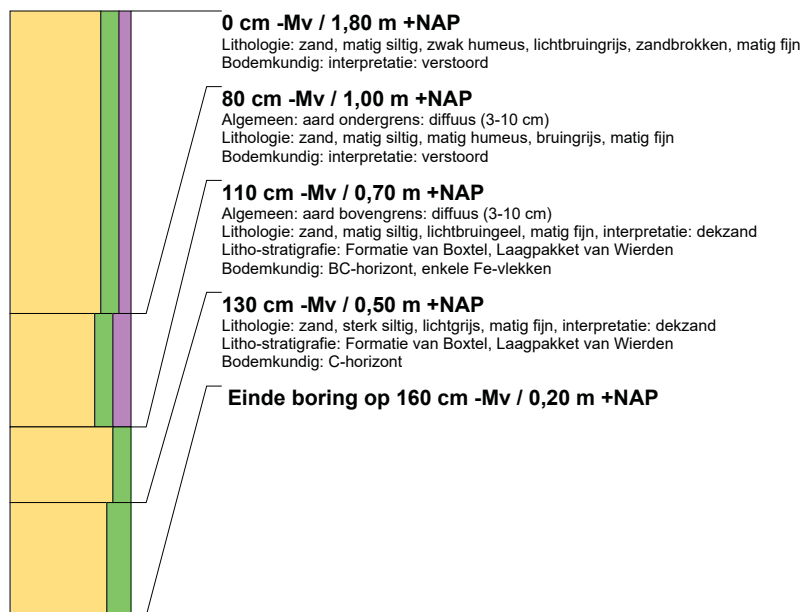 0 cm -Mv / 1,80 m +NAP
Lithologie: zand, matig siltig, zwak humeus, lichtbruingrijs, zandbrokken, matig fijn
Bodemkundig: interpretatie: verstoord
80 cm -Mv / 1,00 m +NAP
Algemeen: aard ondergrens: diffuus (3-10 cm)
Lithologie: zand, matig siltig, matig humeus, bruingrijs, matig fijn
Bodemkundig: interpretatie: verstoord
110 cm -Mv / 0,70 m +NAP
Algemeen: aard bovengrens: diffuus (3-10 cm)
Lithologie: zand, matig siltig, lichtbruingeel, matig fijn, interpretatie: dekzand
Litho-stratigrafie: Formatie van Boxtel, Laagpakket van Wierden
Bodemkundig: BC-horizont, enkele Fe-vlekken
130 cm -Mv / 0,50 m +NAP
Lithologie: zand, sterk siltig, lichtgrijs, matig fijn, interpretatie: dekzand
Litho-stratigrafie: Formatie van Boxtel, Laagpakket van Wierden
Bodemkundig: C-horizont
Einde boring op 160 cm -Mv / 0,20 m +NAP